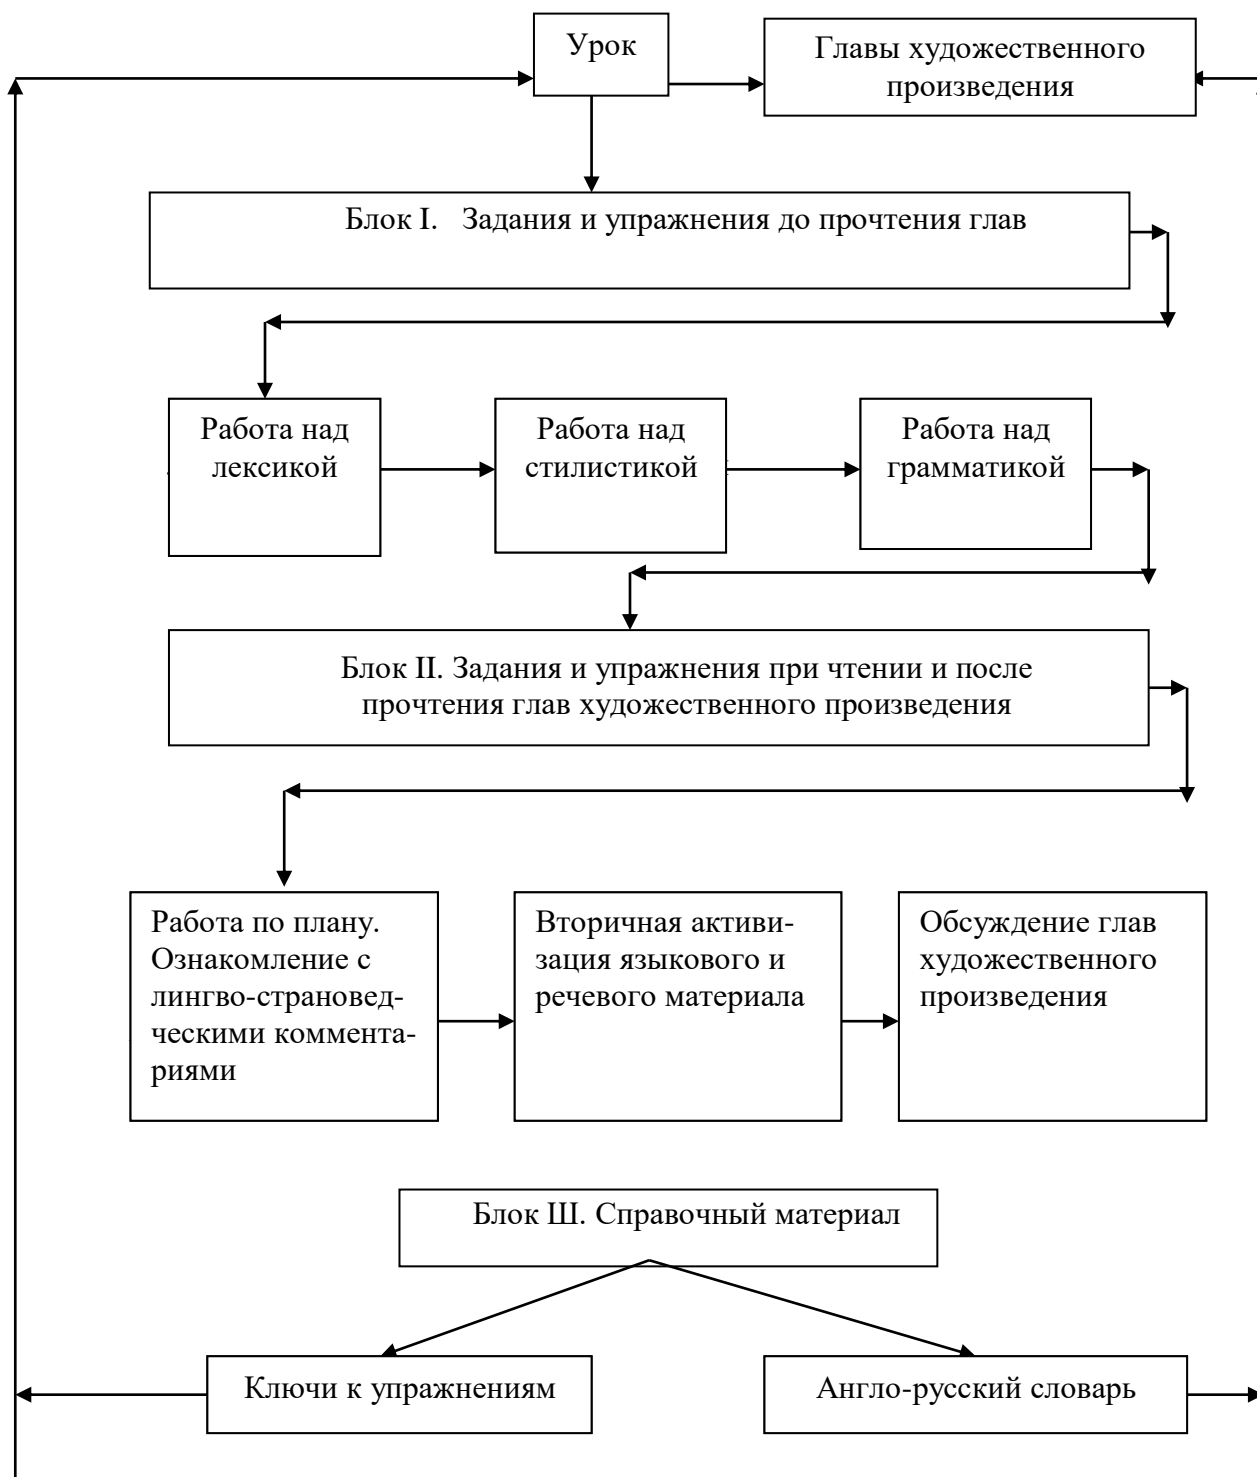 Урок
Главы художественного
произведения
Блок I. Задания и упражнения до прочтения глав
Работа над
лексикой
Работа над
стилистикой
Работа над
грамматикой
Блок II. Задания и упражнения при чтении и после
прочтения глав художественного произведения
Работа по плану.
Ознакомление с
лингво-страновед-
ческими коммента-
риями
Вторичная активи-
зация языкового и
речевого материала
Обсуждение глав
художественного
произведения
Блок Ш. Справочный материал
Ключи к упражнениям
Англо-русский словарь